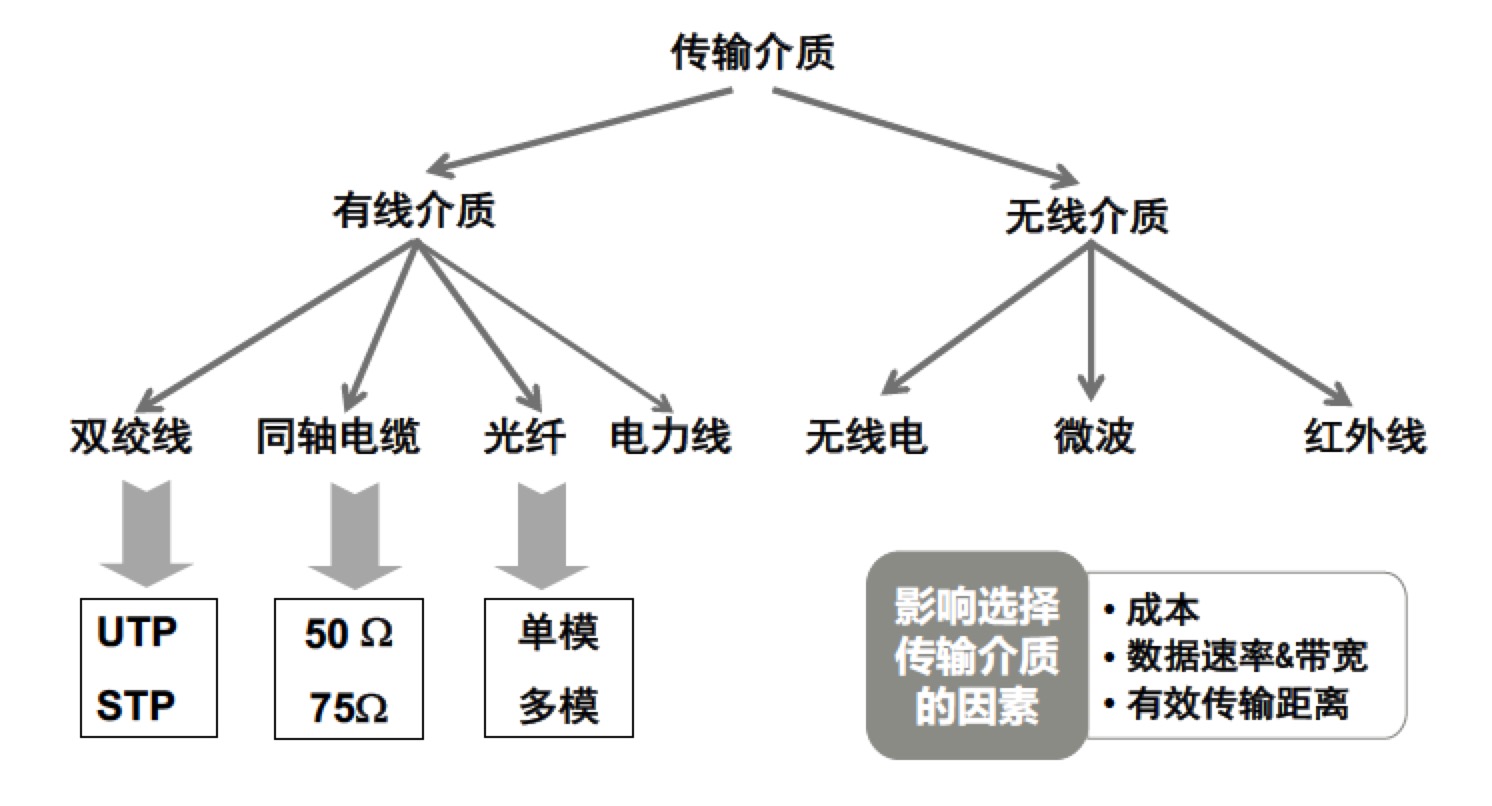 传输介质
有线介质
无线介质
双绞线
同轴电缆
光纤
电力线
无线电
微波
红外线
UTP
STP
50 Ω
75Ω
单模
多模
影响选择
传输介质
的因素
• 成本
• 数据速率&带宽
• 有效传输距离